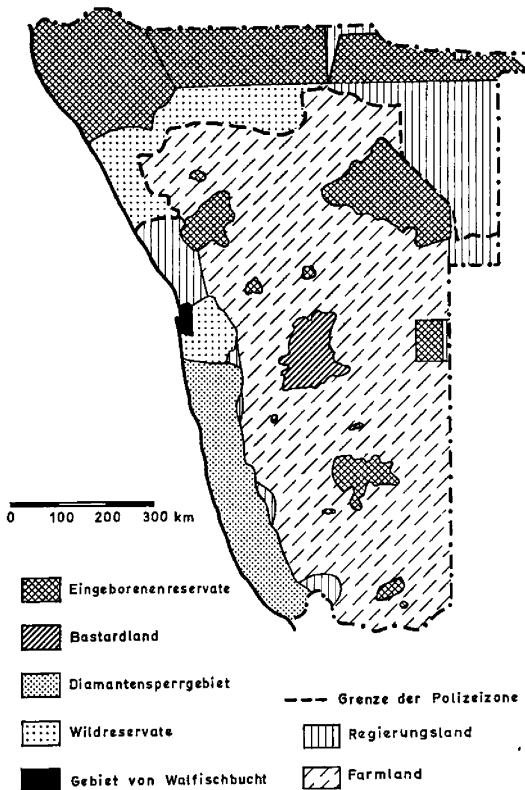 0 100 200 300 km
Eingeborenenreservate
Bastardland
Diamantensperrgebiet
Wildreservate
Gebiet von Walfischbucht
Grenze der Polizeizone
Regierungsland
Farmland